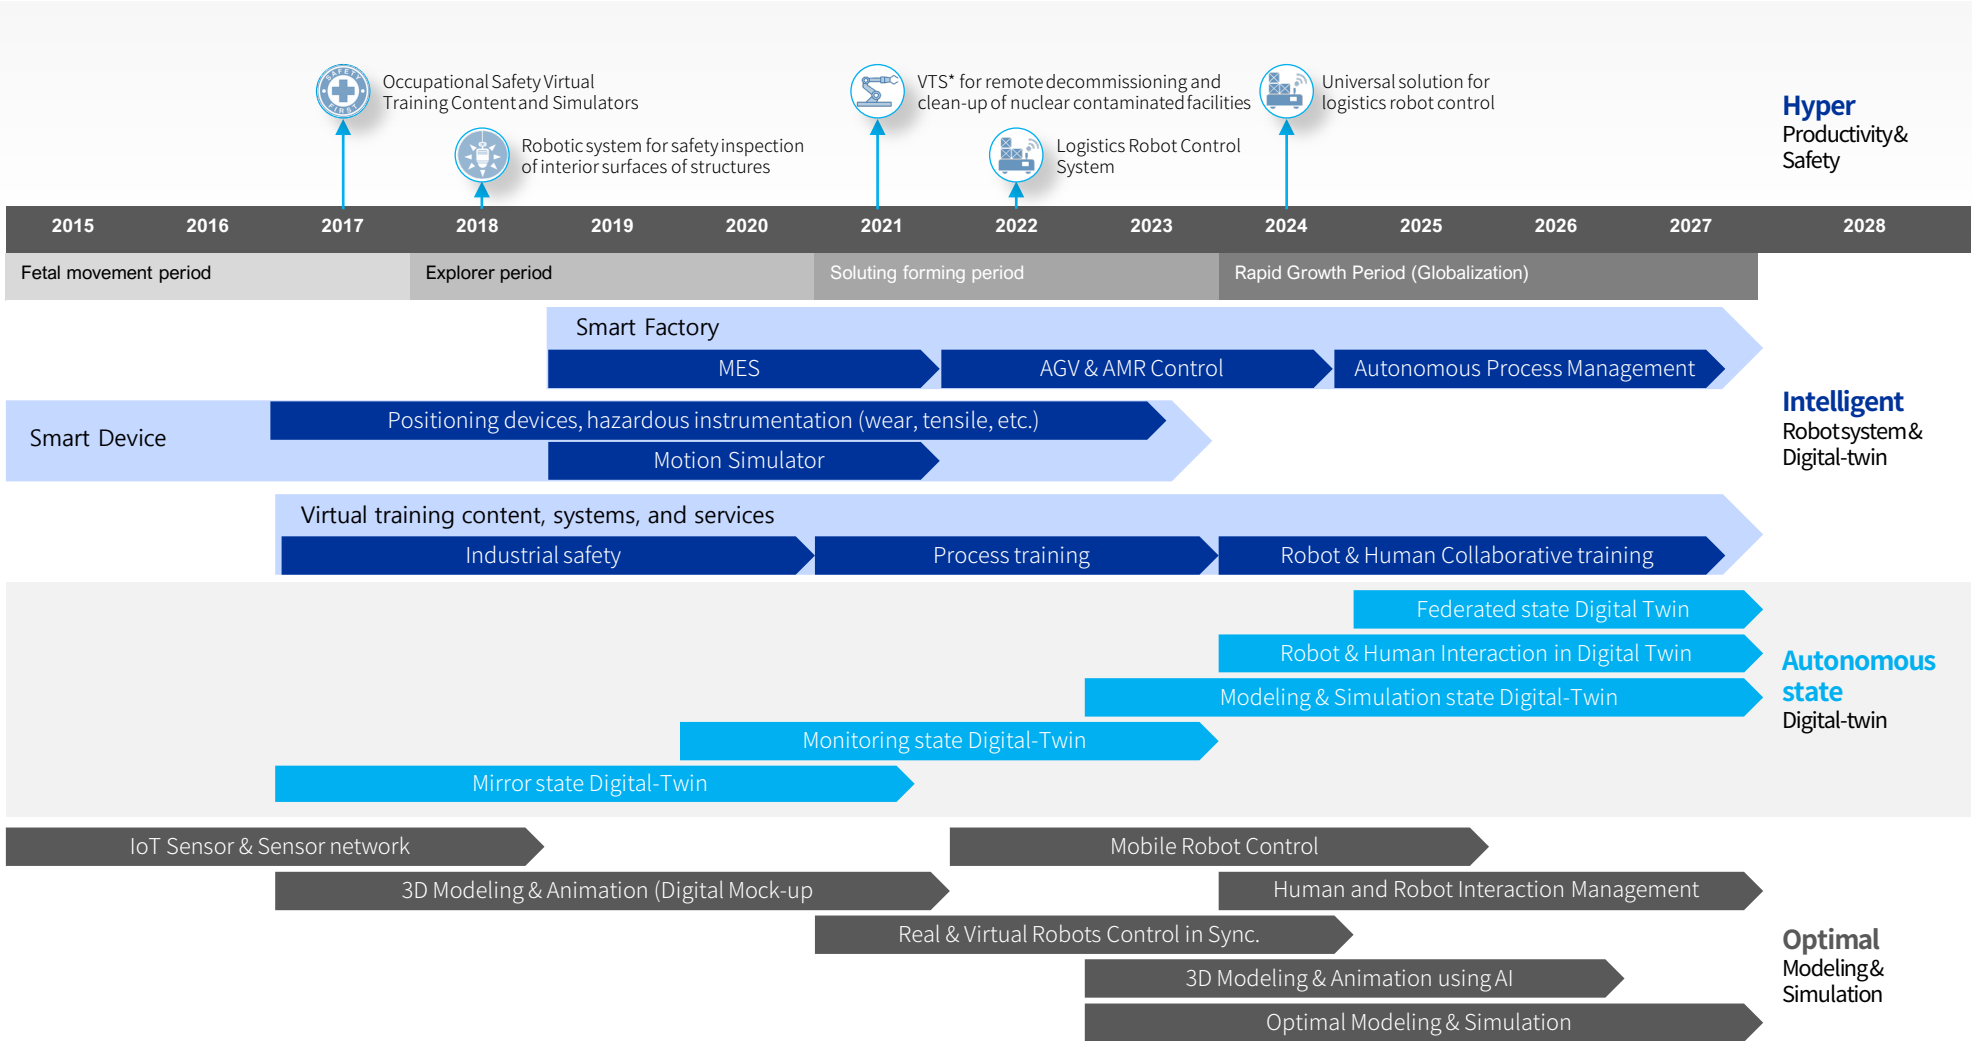 Occupational Safety Virtual
Training Content and Simulators
VTS* for remote decommissioning and
clean-up of nuclear contaminated facilities
Universal solution for
logistics robot control
SAFETY
FIRST
Robotic system for safety inspection
of interior surfaces of structures
Logistics Robot Control
System
Hyper
Productivity &
Safety
2015 2016 2017 2018 2019 2020 2021 2022 2023 2024 2025 2026 2027 2028
Fetal movement period Explorer period Soluting forming period Rapid Growth Period (Globalization)
Smart Factory
MES AGV & AMR Control Autonomous Process Management
Smart Device
Positioning devices, hazardous instrumentation (wear, tensile, etc.)
Motion Simulator
Intelligent
Robot system &
Digital-twin
Virtual training content, systems, and services
Industrial safety Process training Robot & Human Collaborative training
Federated state Digital Twin
Robot & Human Interaction in Digital Twin
Modeling & Simulation state Digital-Twin
Monitoring state Digital-Twin
Mirror state Digital-Twin
Autonomous
state
Digital-twin
IoT Sensor & Sensor network Mobile Robot Control
3D Modeling & Animation (Digital Mock-up Human and Robot Interaction Management
Real & Virtual Robots Control in Sync.
3D Modeling & Animation using AI
Optimal Modeling & Simulation
Optimal
Modeling &
Simulation